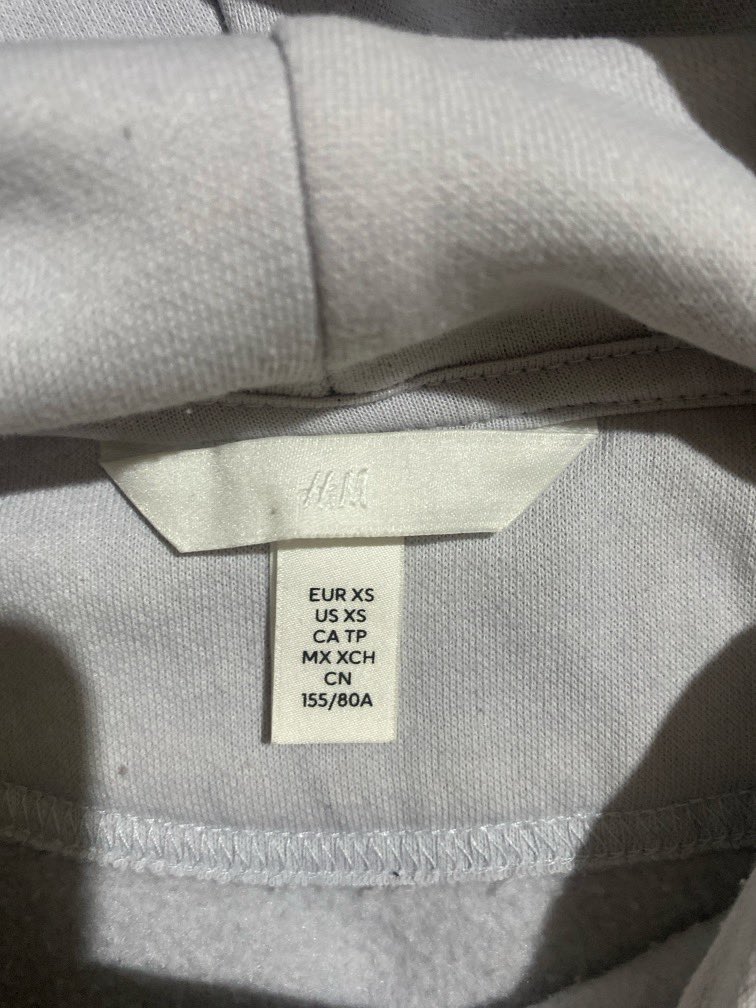 H&M
EUR XS
US XS
CA TP
MX XCH
CN
155/80A